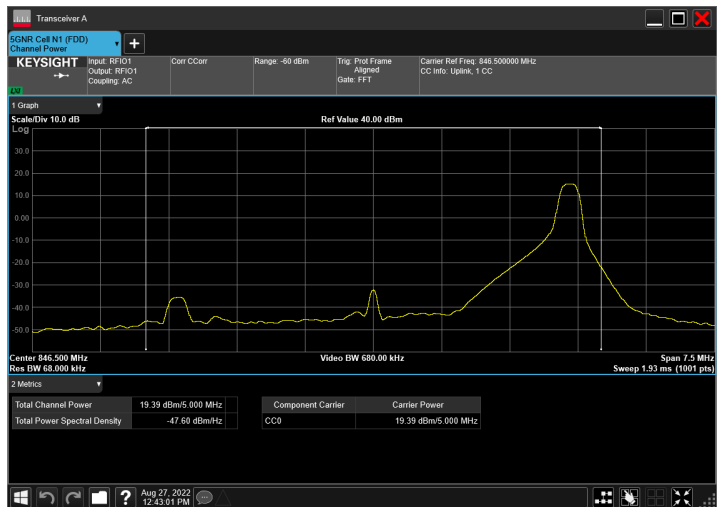 Transceiver A
5GNR Cell N1 (FDD)
Channel Power
KEYSIGHT
LXI
Input: RFIO1
Output: RFIO1
Coupling: AC
Corr CCorr
Range: -60 dBm
Trig: Prot Frame
Aligned
Gate: FFT
Carrier Ref Freq: 846.500000 MHz
CC Info: Uplink, 1 CC
1 Graph
Scale/Div 10.0 dB
Ref Value 40.00 dBm
Log
30.0
20.0
10.0
0.00
-10.0
-20.0
-30.0
-40.0
-50.0
Center 846.500 MHz
Video BW 680.00 kHz
Span 7.5 MHz
Res BW 68.000 kHz
Sweep 1.93 ms (1001 pts)
2 Metrics
Total Channel Power 19.39 dBm/5.000 MHz
Total Power Spectral Density -47.60 dBm/Hz
Component Carrier Carrier Power
CC0 19.39 dBm/5.000 MHz
?
Aug 27, 2022
12:43:01 PM